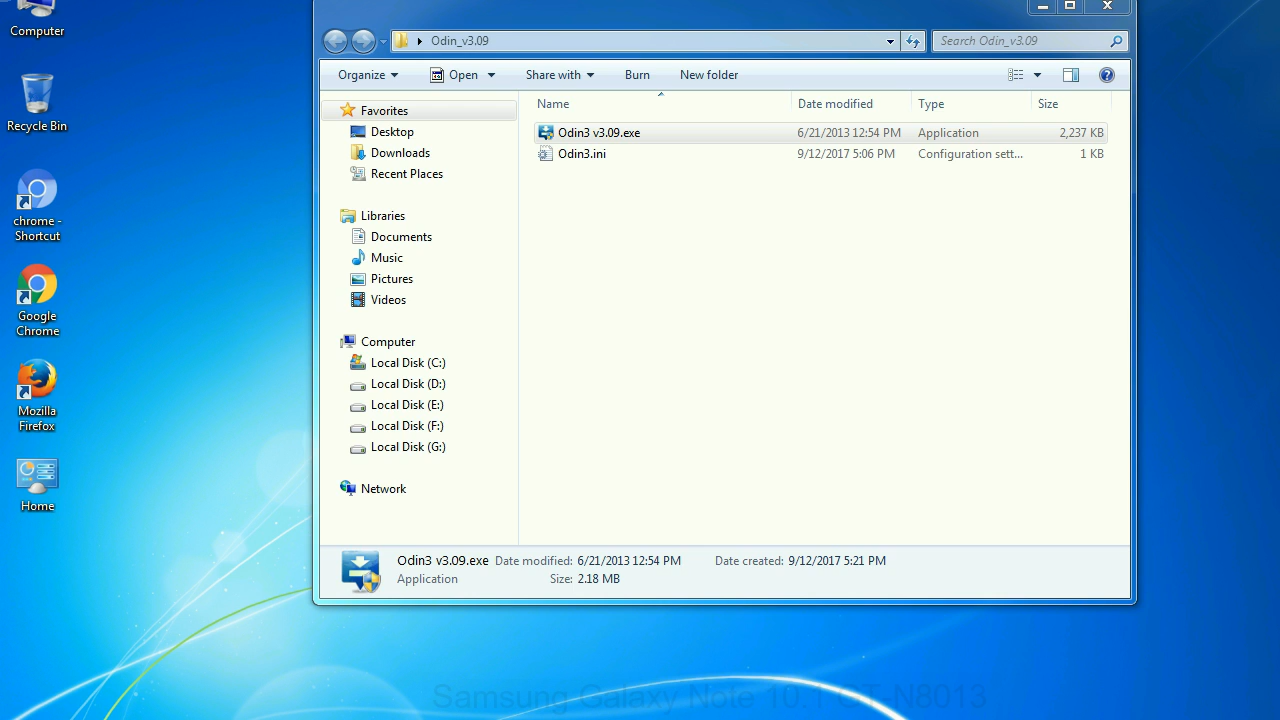 Computer
Recycle Bin
chrome -
Shortcut
Google
Chrome
Mozilla
Firefox
Home
Odin_v3.09
Search Odin_v3.09
Organize Open Share with Burn New folder
Favorites
Desktop
Downloads
Recent Places
Libraries
Documents
Music
Pictures
Videos
Computer
Local Disk (C:)
Local Disk (D:)
Local Disk (E:)
Local Disk (F:)
Local Disk (G:)
Network
Name Date modified Type Size
Odin3 v3.09.exe 6/21/2013 12:54 PM Application 2,237 KB
Odin3.ini 9/12/2017 5:06 PM Configuration sett... 1 KB
Odin3 v3.09.exe Date modified: 6/21/2013 12:54 PM Date created: 9/12/2017 5:21 PM
Application Size: 2.18 MB
Samsung Galaxy Note 10.1 GT-N8013